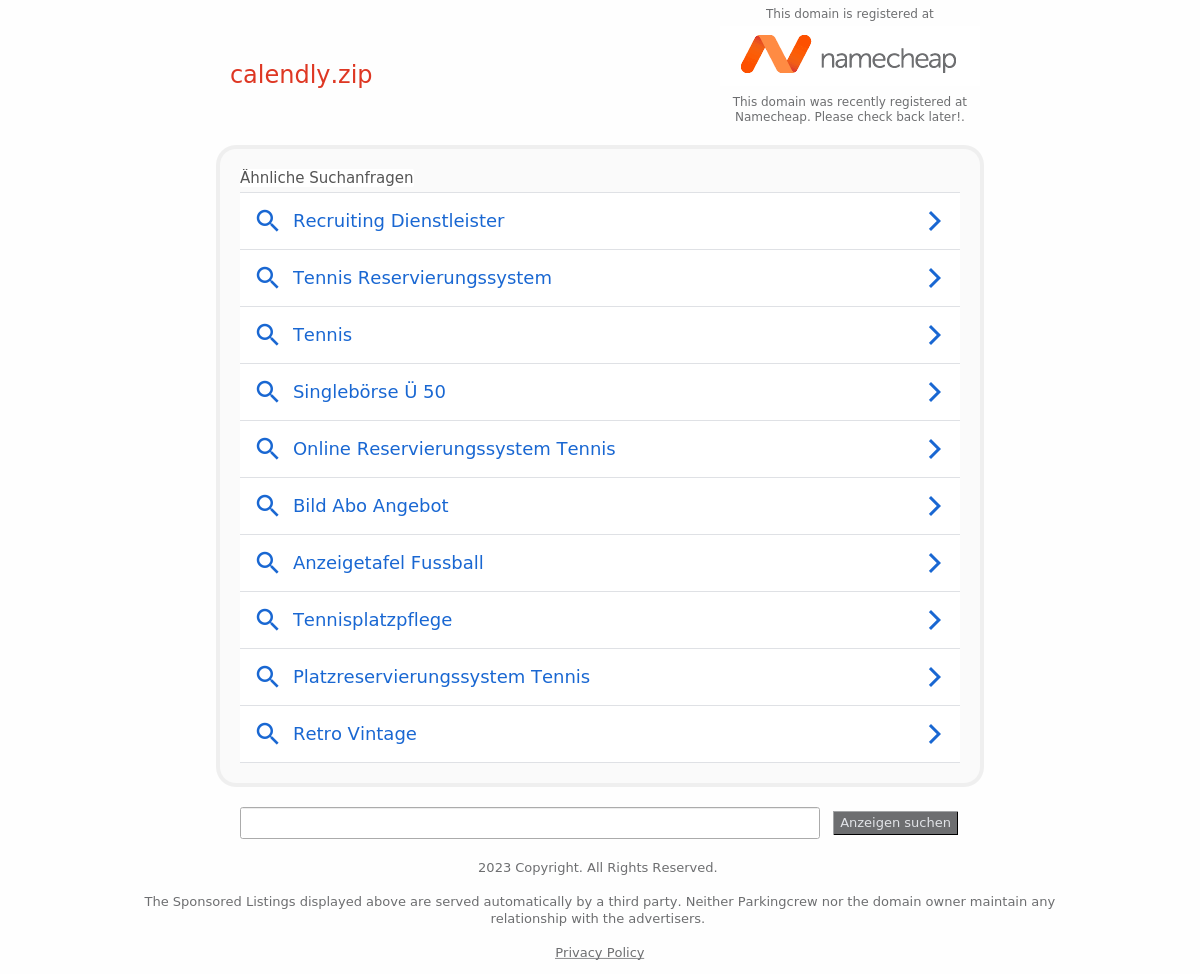 This domain is registered at
namecheap
calendly.zip
This domain was recently registered at
Namecheap. Please check back later!.
Ähnliche Suchanfragen
Recruiting Dienstleister
Tennis Reservierungssystem
Tennis
Singlebörse Ü 50
Online Reservierungssystem Tennis
Bild Abo Angebot
Anzeigetafel Fussball
Tennisplatzpflege
Platzreservierungssystem Tennis
Retro Vintage
Anzeigen suchen
2023 Copyright. All Rights Reserved.
The Sponsored Listings displayed above are served automatically by a third party. Neither Parkingcrew nor the domain owner maintain any
relationship with the advertisers.
Privacy Policy